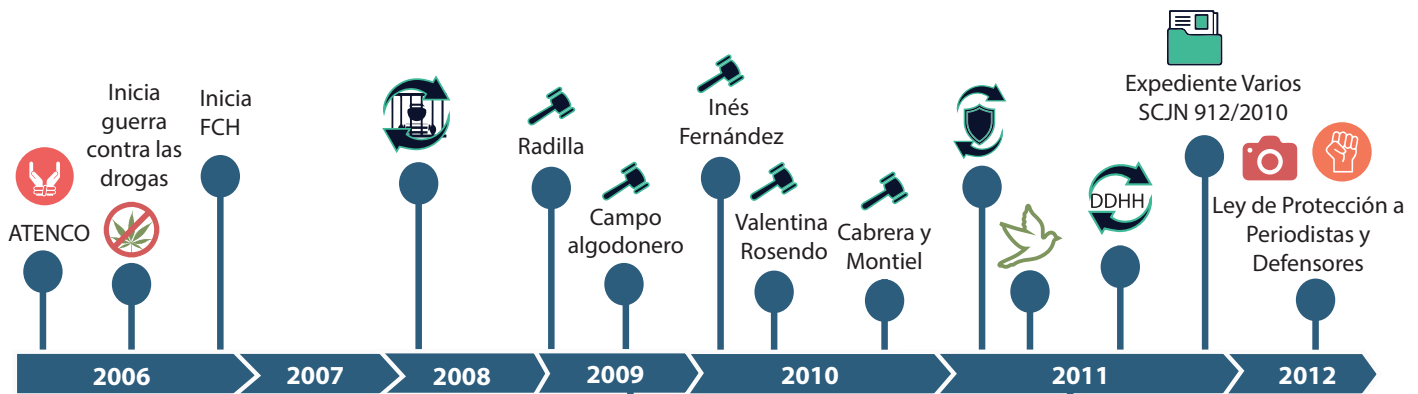 ATENCO
Inicia
guerra
contra las
drogas
Inicia
FCH
Radilla
Campo
algodonero
Inés
Fernández
Valentina
Rosendo
Cabrera y
Montiel
DDHH
Expediente Varios
SCJN 912/2010
Ley de Protección a
Periodistas y
Defensores
2006
2007
2008
2009
2010
2011
2012